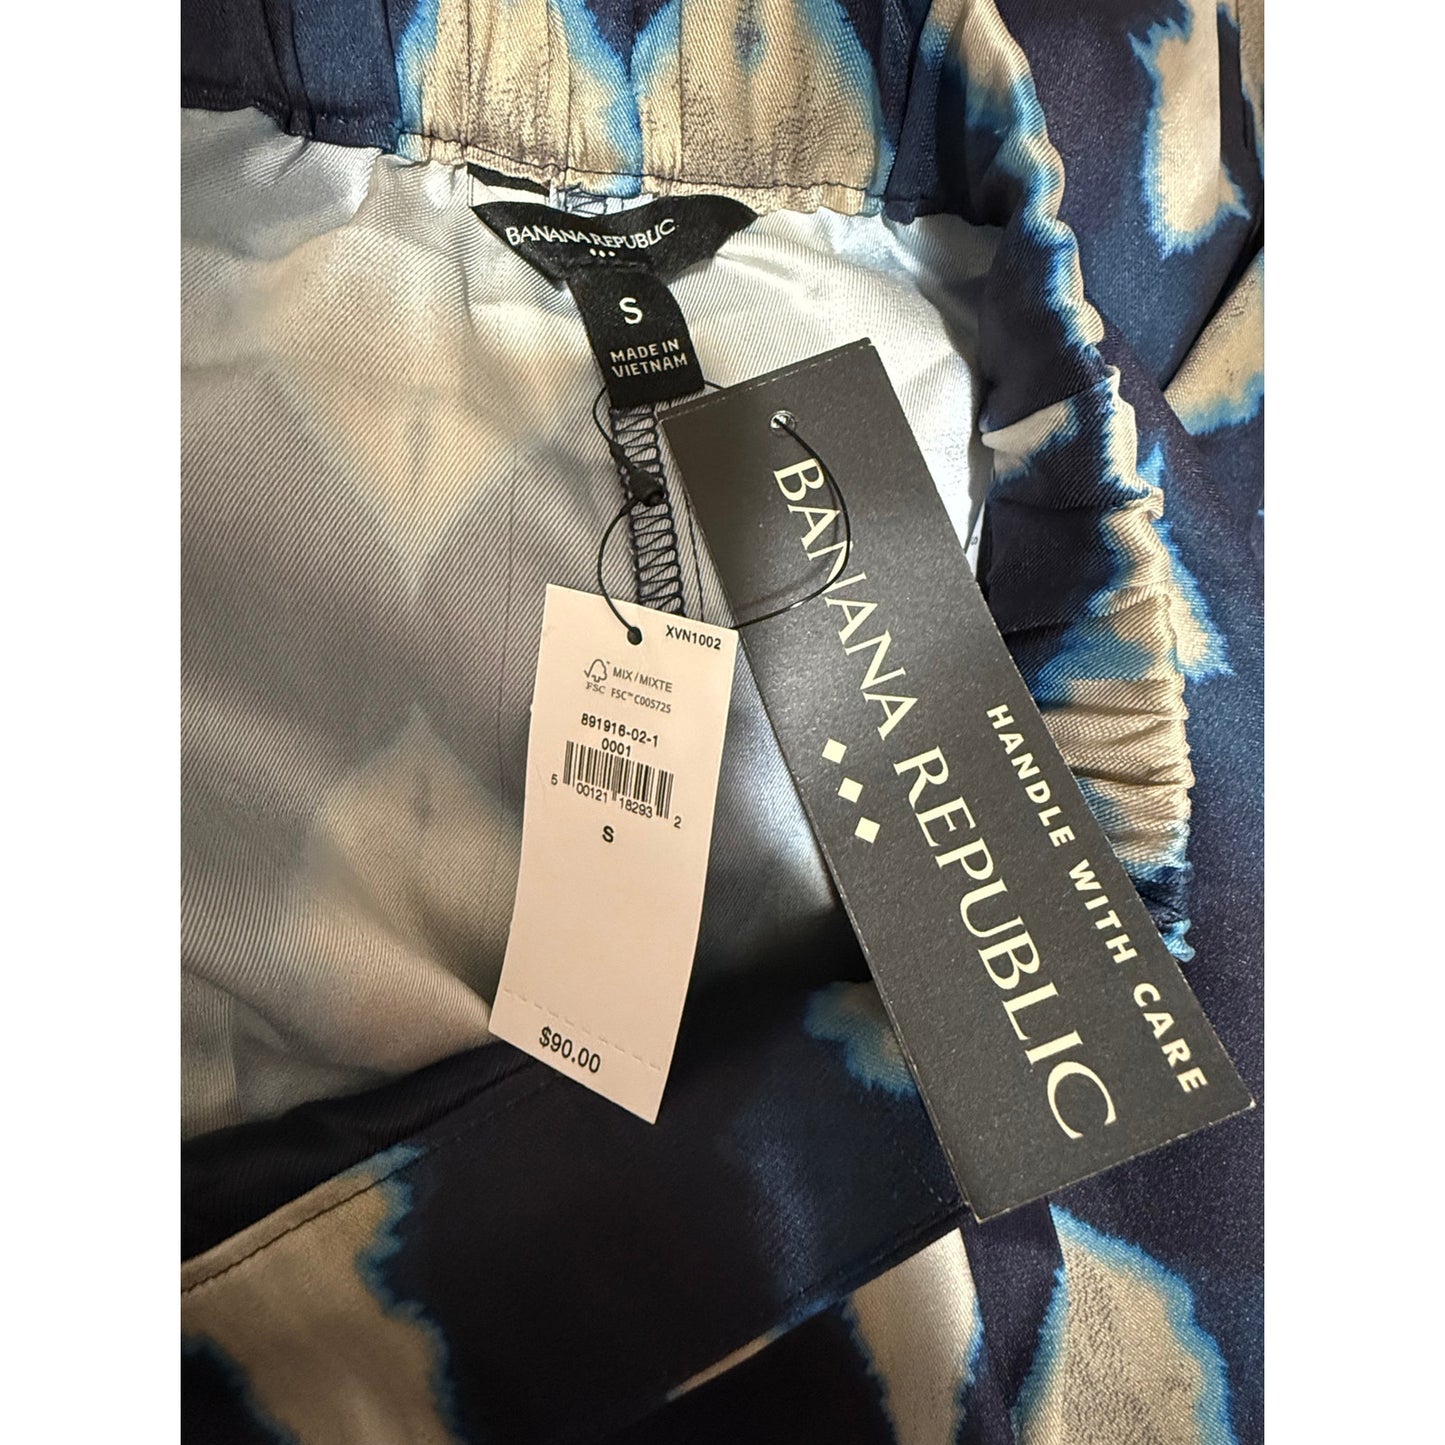 BANANA REPUBLIC
S
MADE IN
VIETNAM
XVN1002
MIX/MIXTE
FSC FSC™ C005725
891916-02-1
0001
5 00121 18293 2
S
$90.00
BANANA REPUBLIC
HANDLE WITH CARE